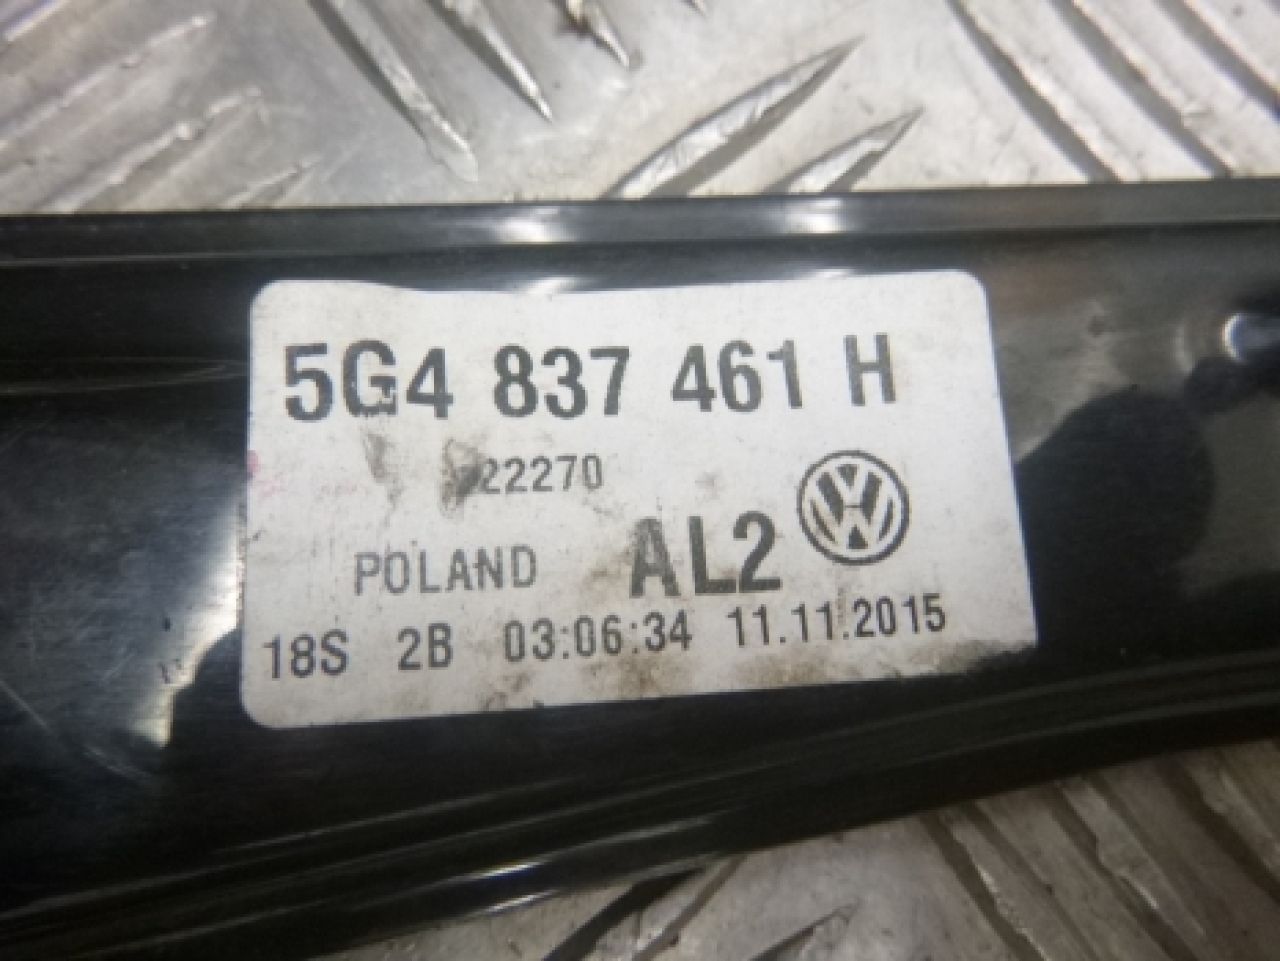 5G4 837 461 H
22270
POLAND AL2
18S 2B 03:06:34 11.11.2015